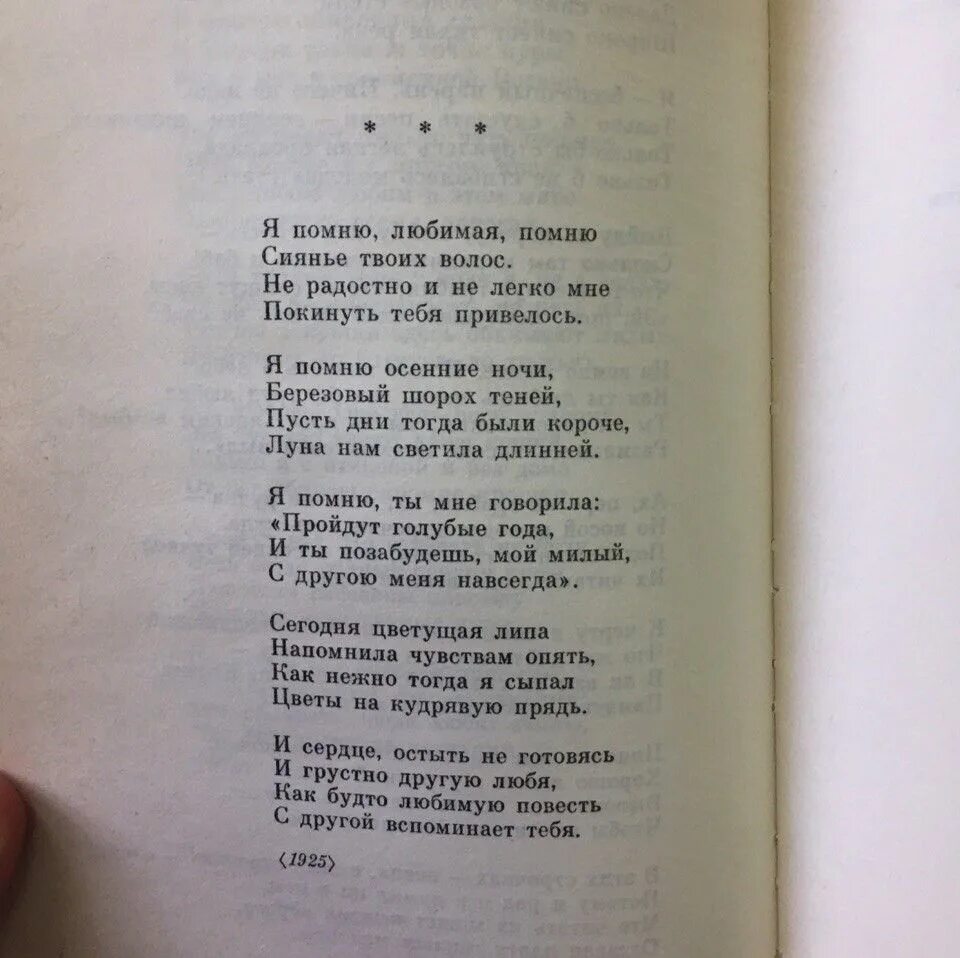 * * *
Я помню, любимая, помню
Сиянье твоих волос.
Не радостно и не легко мне
Покинуть тебя привелось.
Я помню осенние ночи,
Березовый шорох теней,
Пусть дни тогда были короче,
Луна нам светила длинней.
Я помню, ты мне говорила:
«Пройдут голубые года,
И ты позабудешь, мой милый,
С другою меня навсегда».
Сегодня цветущая липа
Напомнила чувствам опять,
Как нежно тогда я сыпал
Цветы на кудрявую прядь.
И сердце, остыть не готовясь
И грустно другую любя,
Как будто любимую повесть
С другой вспоминает тебя.
⟨1925⟩